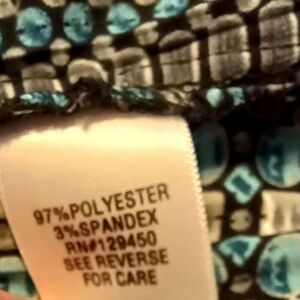 97%POLYESTER
3%SPANDEX
RN#129450
SEE REVERSE
FOR CARE